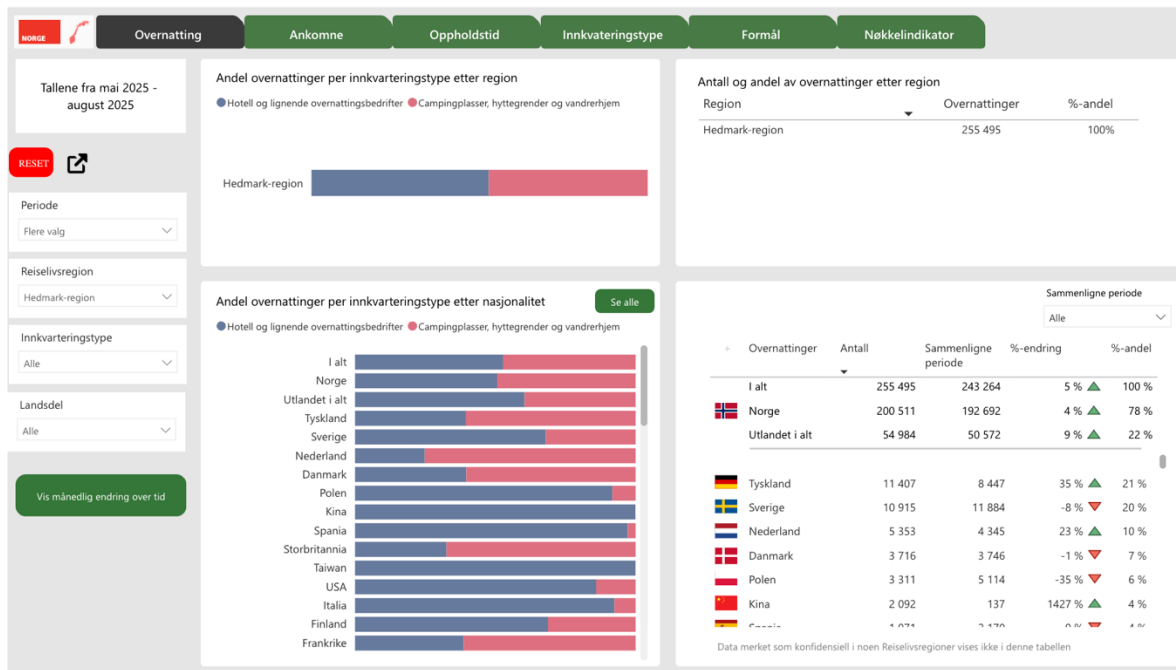 NORGE
Overnatting
Ankomne
Oppholdstid
Innkvateringstype
Formål
Nøkkelindikator
Tallene fra mai 2025 -
august 2025
RESET
Periode
Flere valg
Reiselivsregion
Hedmark-region
Innkvarteringstype
Alle
Landsdel
Alle
Vis månedlig endring over tid
Andel overnattinger per innkvarteringstype etter region
Hotell og lignende overnattingsbedrifter Campingplasser, hyttegrender og vandrerhjem
Hedmark-region
Antall og andel av overnattinger etter region
Region Overnattinger %-andel
Hedmark-region 255 495 100%
Andel overnattinger per innkvarteringstype etter nasjonalitet
Se alle
Hotell og lignende overnattingsbedrifter Campingplasser, hyttegrender og vandrerhjem
I alt
Norge
Utlandet i alt
Tyskland
Sverige
Nederland
Danmark
Polen
Kina
Spania
Storbritannia
Taiwan
USA
Italia
Finland
Frankrike
Sammenligne periode
Alle
Overnattinger Antall Sammenligne %-endring %-andel
periode
I alt 255 495 243 264 5 % 100 %
Norge 200 511 192 692 4 % 78 %
Utlandet i alt 54 984 50 572 9 % 22 %
Tyskland 11 407 8 447 35 % 21 %
Sverige 10 915 11 884 -8 % 20 %
Nederland 5 353 4 345 23 % 10 %
Danmark 3 716 3 746 -1 % 7 %
Polen 3 311 5 114 -35 % 6 %
Kina 2 092 137 1427 % 4 %
Data merket som konfidensiell i noen Reiselivsregioner vises ikke i denne tabellen